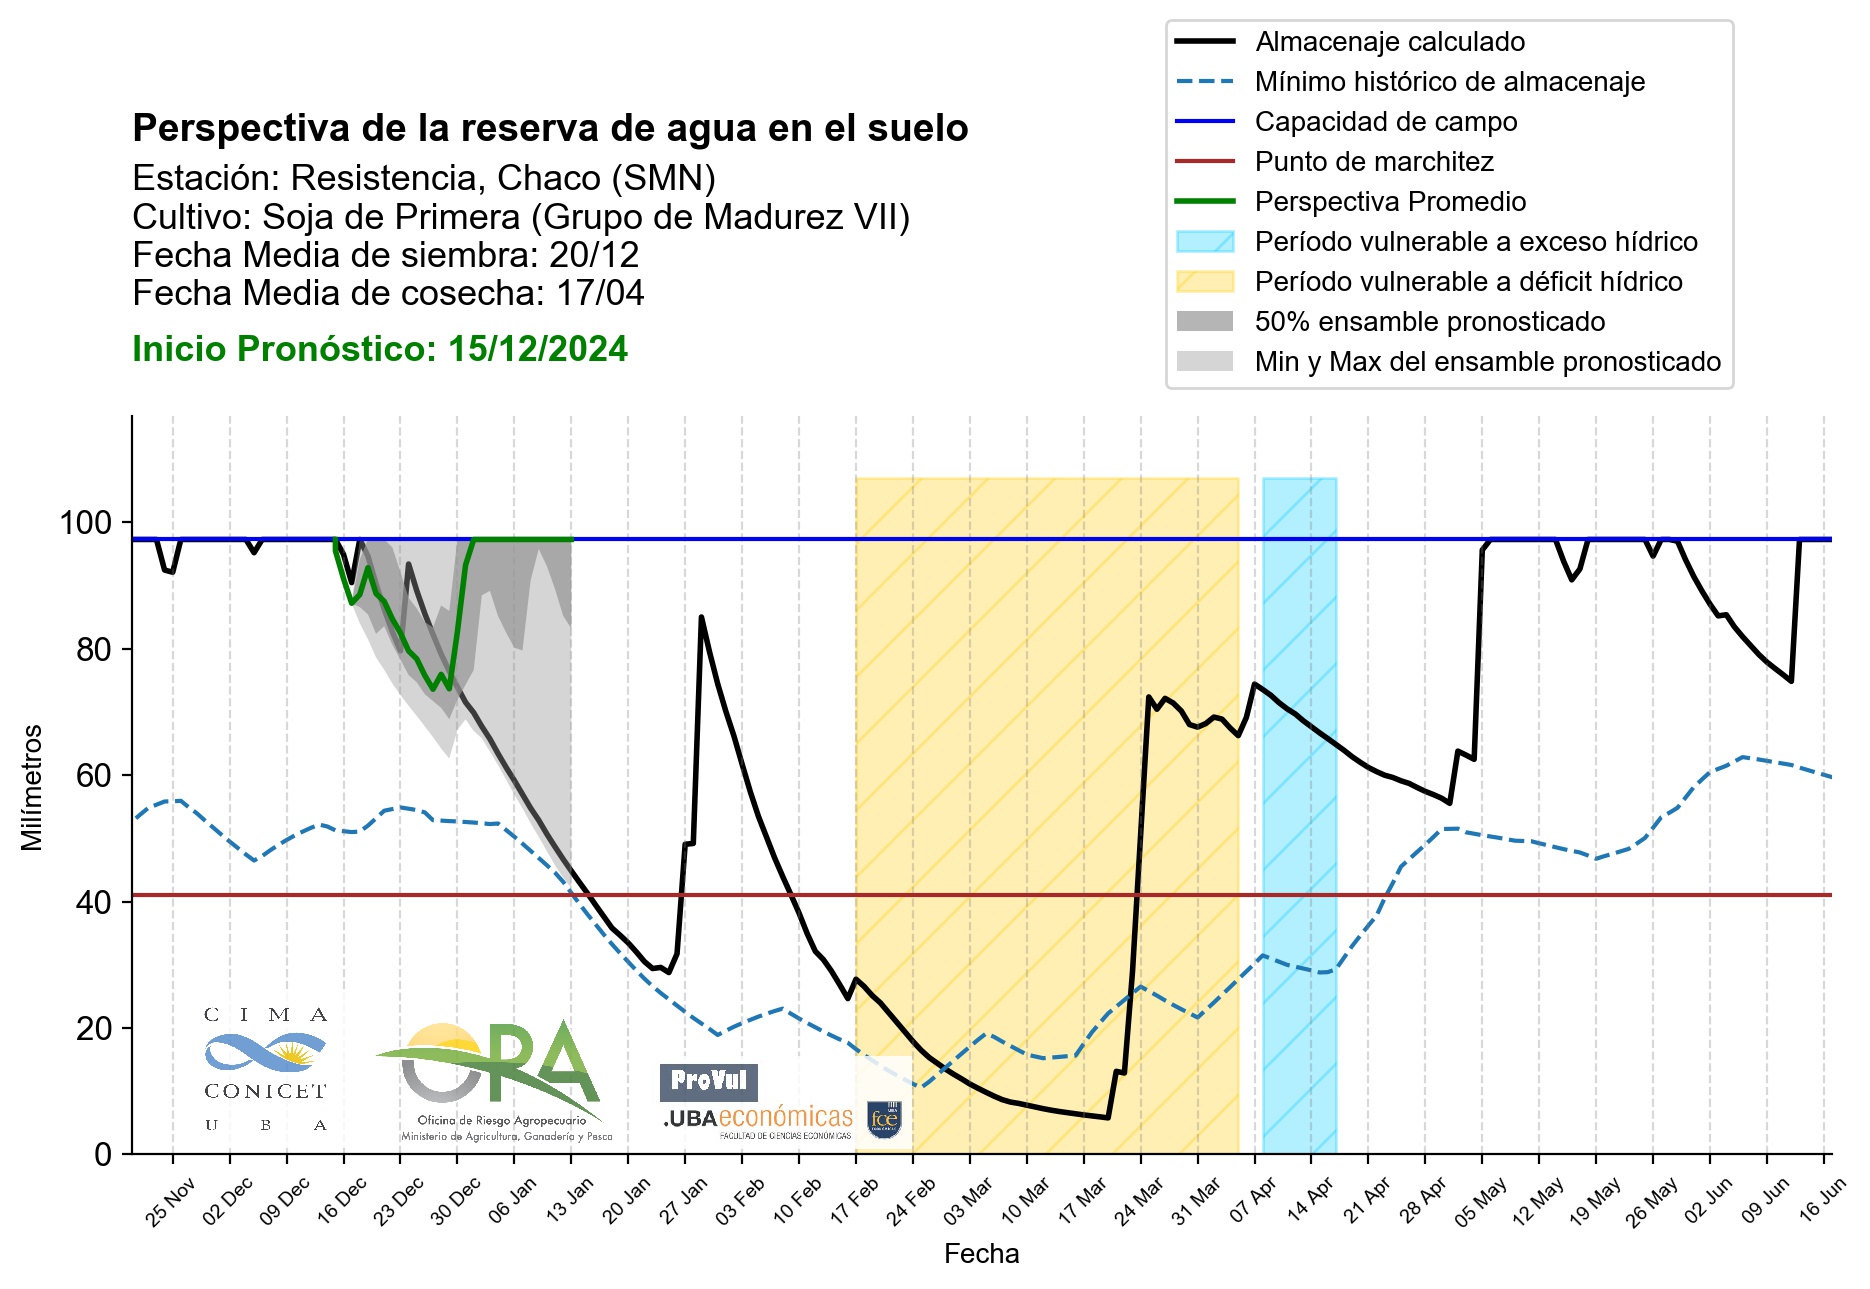 Almacenaje calculado
Mínimo histórico de almacenaje
Capacidad de campo
Punto de marchitez
Perspectiva Promedio
Período vulnerable a exceso hídrico
Período vulnerable a déficit hídrico
50% ensamble pronosticado
Min y Max del ensamble pronosticado
Perspectiva de la reserva de agua en el suelo
Estación: Resistencia, Chaco (SMN)
Cultivo: Soja de Primera (Grupo de Madurez VII)
Fecha Media de siembra: 20/12
Fecha Media de cosecha: 17/04
Inicio Pronóstico: 15/12/2024
Milímetros
100
80
60
40
20
0
CIMA
CONICET
UBA
ORA
Oficina de Riesgo Agropecuario
Ministerio de Agricultura, Ganadería y Pesca
ProVul
.UBAeconómicas
FACULTAD DE CIENCIAS ECONÓMICAS
fce
25 Nov
02 Dec
09 Dec
16 Dec
23 Dec
30 Dec
06 Jan
13 Jan
20 Jan
27 Jan
03 Feb
10 Feb
17 Feb
24 Feb
03 Mar
10 Mar
17 Mar
24 Mar
31 Mar
07 Apr
14 Apr
21 Apr
28 Apr
05 May
12 May
19 May
26 May
02 Jun
09 Jun
16 Jun
Fecha